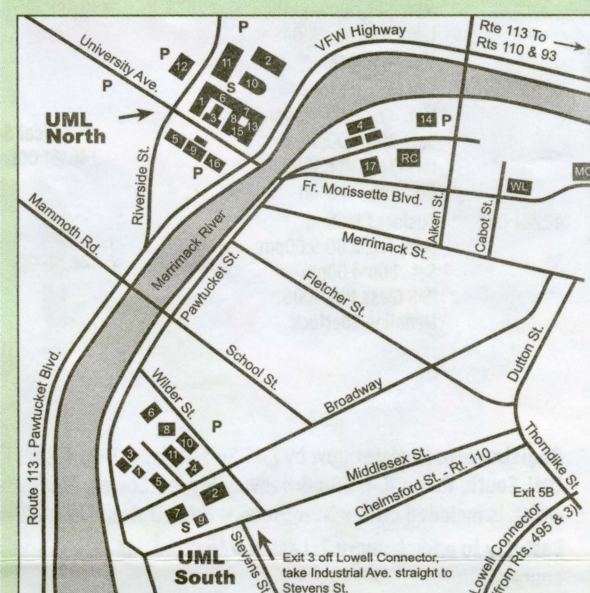 P
Rte 113 To
Rts 110 & 93
VFW Highway
University Ave.
P
12
11
2
P
10
S
1
6
7
3
8
13
15
UML
North
5
9
16
P
4
14
P
17
RC
Fr. Morissette Blvd.
WL
Riverside St.
Mammoth Rd.
Merrimack River
Pawtucket St.
Aiken St.
Cabot St.
Merrimack St.
Fletcher St.
Dutton St.
School St.
Broadway
Wilder St.
P
6
8
10
3
11
4
5
2
7
S
9
Middlesex St.
Chelmsford St. - Rt. 110
Thorndike St.
Exit 5B
Lowell Connector
(from Rts. 495 & 3)
Route 113 - Pawtucket Blvd.
UML
South
Stevens St.
Exit 3 off Lowell Connector,
take Industrial Ave. straight to
Stevens St.